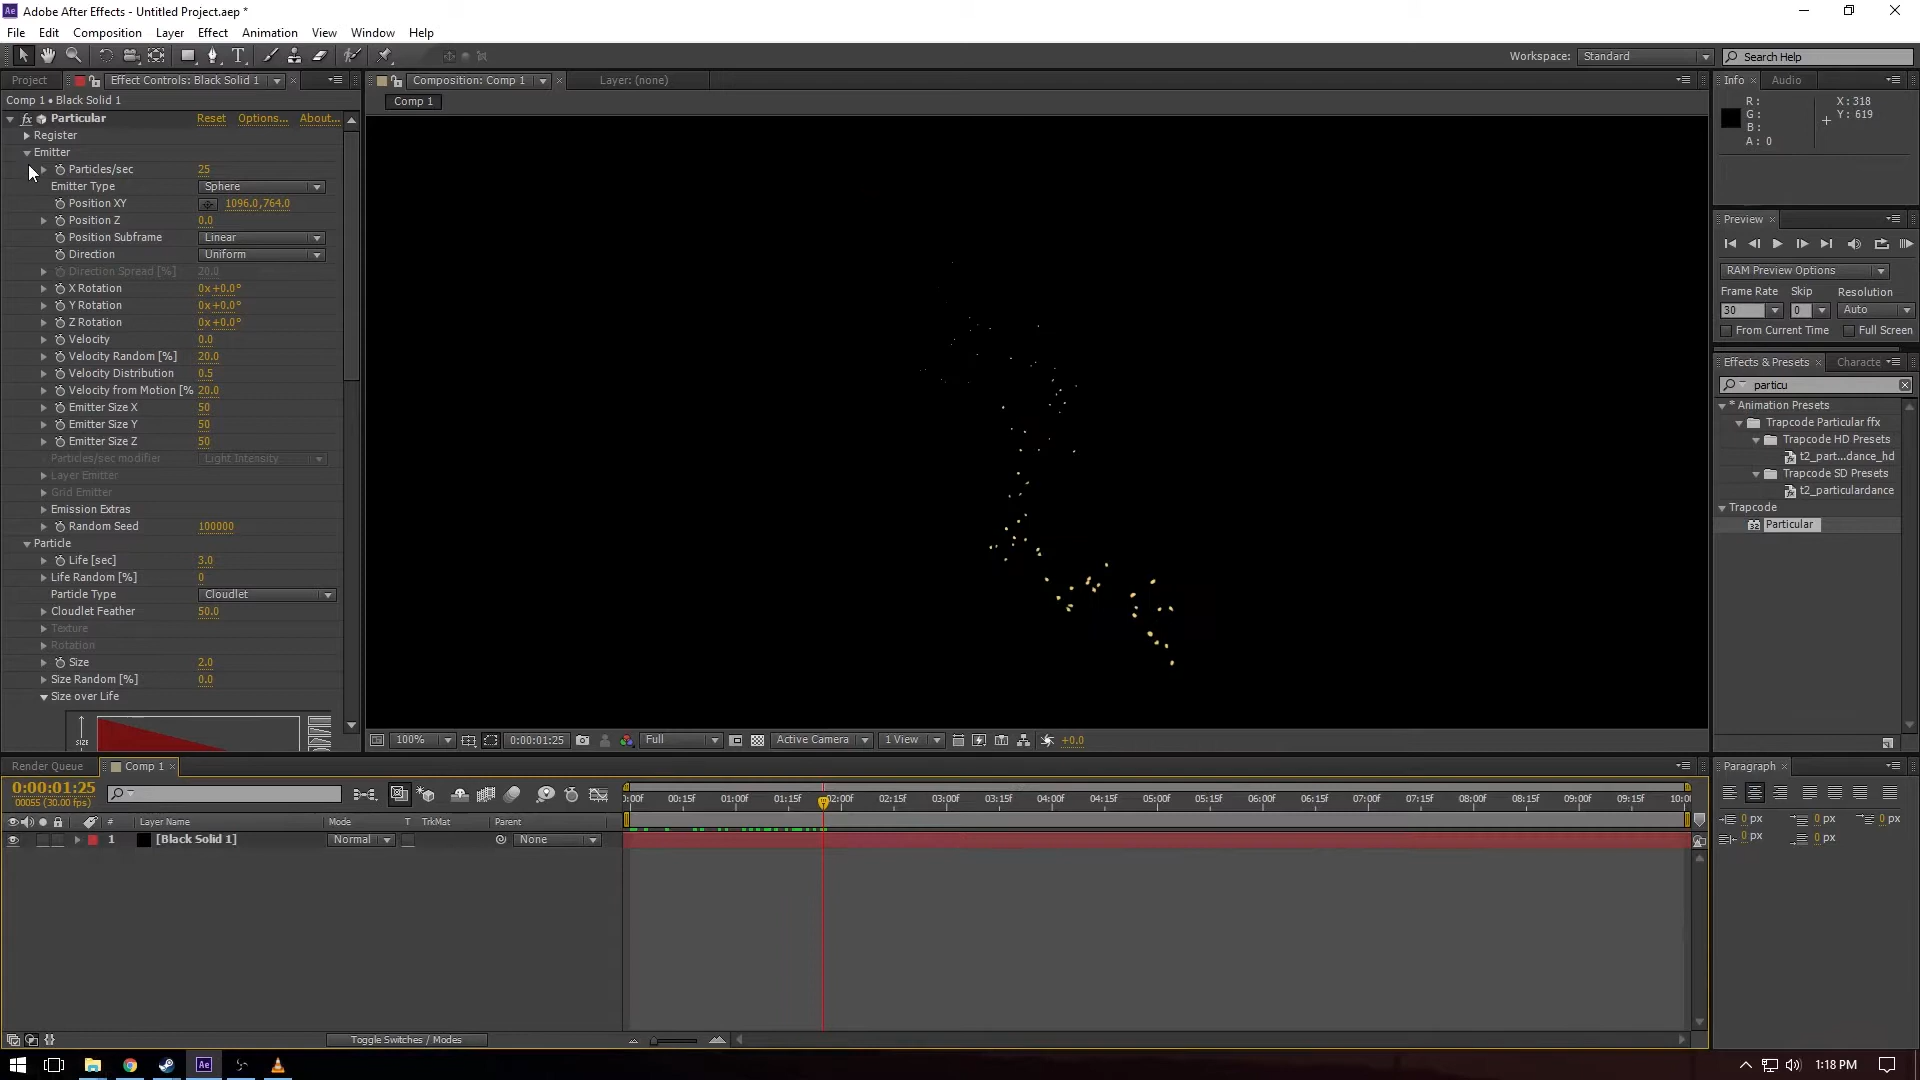 Adobe After Effects - Untitled Project.aep *
File Edit Composition Layer Effect Animation View Window Help
Workspace: Standard Search Help
Project Effect Controls: Black Solid 1 Composition: Comp 1 Layer: (none) Info Audio
Comp 1 • Black Solid 1
Comp 1
R: X: 318
G: Y: 619
B:
A: 0
fx Particular Reset Options... About...
Register
Emitter
Particles/sec 25
Emitter Type Sphere
Position XY 1096.0,764.0
Position Z 0.0
Position Subframe Linear
Direction Uniform
Direction Spread [%] 20.0
X Rotation 0x+0.0°
Y Rotation 0x+0.0°
Z Rotation 0x+0.0°
Velocity 0.0
Velocity Random [%] 20.0
Velocity Distribution 0.5
Velocity from Motion [% 20.0
Emitter Size X 50
Emitter Size Y 50
Emitter Size Z 50
Particles/sec modifier Light Intensity
Layer Emitter
Grid Emitter
Emission Extras
Random Seed 100000
Particle
Life [sec] 3.0
Life Random [%] 0
Particle Type Cloudlet
Cloudlet Feather 50.0
Texture
Rotation
Size 2.0
Size Random [%] 0.0
Size over Life
SIZE
Preview
RAM Preview Options
Frame Rate Skip Resolution
30 0 Auto
From Current Time Full Screen
Effects & Presets Characte
particu
* Animation Presets
Trapcode Particular ffx
Trapcode HD Presets
t2_part...dance_hd
Trapcode SD Presets
t2_particulardance
Trapcode
32 Particular
100% 0:00:01:25 Full Active Camera 1 View +0.0
Render Queue Comp 1 Paragraph
0:00:01:25
00055 (30.00 fps)
):00f 00:15f 01:00f 01:15f 02:00f 02:15f 03:00f 03:15f 04:00f 04:15f 05:00f 05:15f 06:00f 06:15f 07:00f 07:15f 08:00f 08:15f 09:00f 09:15f 10:0
# Layer Name Mode T TrkMat Parent
1 [Black Solid 1] Normal None
0 px 0 px 0 px
0 px 0 px
Toggle Switches / Modes
Ae 1:18 PM